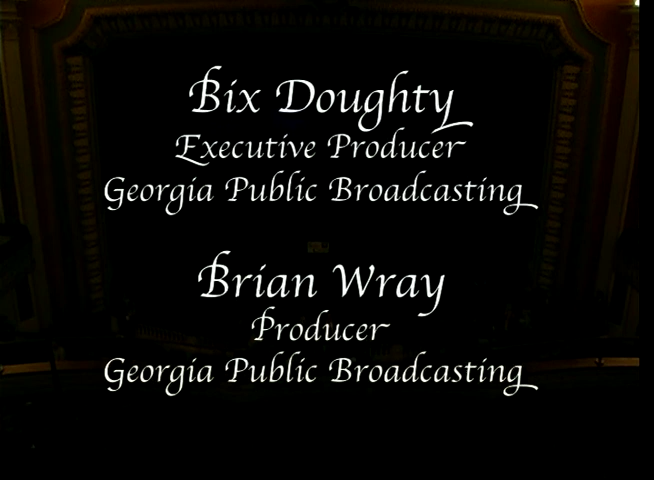 Bix Doughty
Executive Producer
Georgia Public Broadcasting
Brian Wray
Producer
Georgia Public Broadcasting